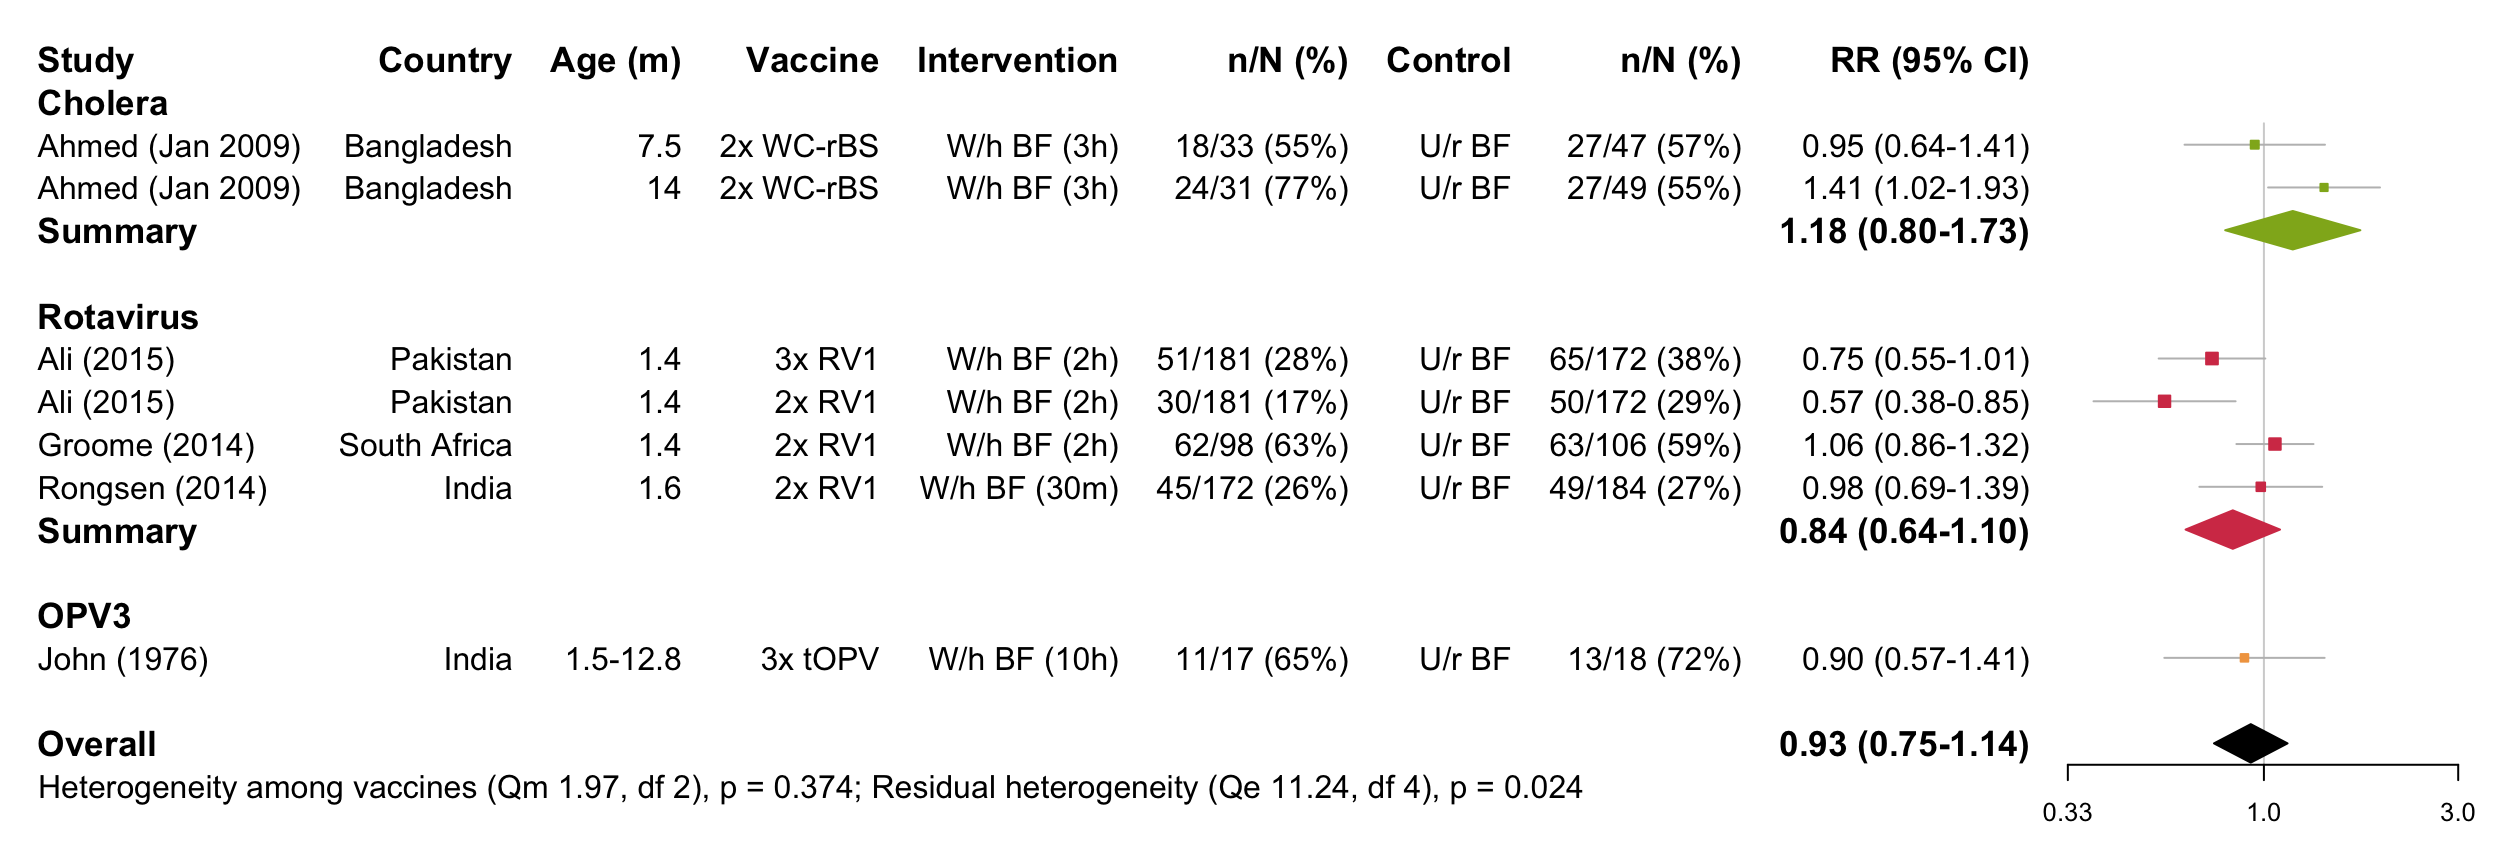 Study Country Age (m) Vaccine Intervention n/N (%) Control n/N (%) RR (95% CI)
Cholera
Ahmed (Jan 2009) Bangladesh 7.5 2x WC-rBS W/h BF (3h) 18/33 (55%) U/r BF 27/47 (57%) 0.95 (0.64-1.41)
Ahmed (Jan 2009) Bangladesh 14 2x WC-rBS W/h BF (3h) 24/31 (77%) U/r BF 27/49 (55%) 1.41 (1.02-1.93)
Summary 1.18 (0.80-1.73)
Rotavirus
Ali (2015) Pakistan 1.4 3x RV1 W/h BF (2h) 51/181 (28%) U/r BF 65/172 (38%) 0.75 (0.55-1.01)
Ali (2015) Pakistan 1.4 2x RV1 W/h BF (2h) 30/181 (17%) U/r BF 50/172 (29%) 0.57 (0.38-0.85)
Groome (2014) South Africa 1.4 2x RV1 W/h BF (2h) 62/98 (63%) U/r BF 63/106 (59%) 1.06 (0.86-1.32)
Rongsen (2014) India 1.6 2x RV1 W/h BF (30m) 45/172 (26%) U/r BF 49/184 (27%) 0.98 (0.69-1.39)
Summary 0.84 (0.64-1.10)
OPV3
John (1976) India 1.5-12.8 3x tOPV W/h BF (10h) 11/17 (65%) U/r BF 13/18 (72%) 0.90 (0.57-1.41)
Overall 0.93 (0.75-1.14)
Heterogeneity among vaccines (Qm 1.97, df 2), p = 0.374; Residual heterogeneity (Qe 11.24, df 4), p = 0.024
0.33 1.0 3.0